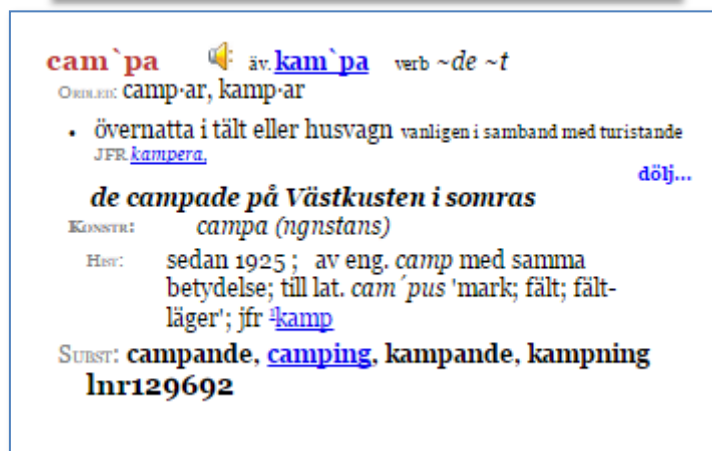 cam`pa äv. kam`pa verb ~de ~t
ORDLED: camp·ar, kamp·ar
• övernatta i tält eller husvagn vanligen i samband med turistande
JFR kampera,
dölj...
de campade på Västkusten i somras
KONSTR: campa (ngnstans)
HIST: sedan 1925 ; av eng. camp med samma
betydelse; till lat. cam´pus 'mark; fält; fält-
läger'; jfr ¹kamp
SUBST: campande, camping, kampande, kampning
lnr129692